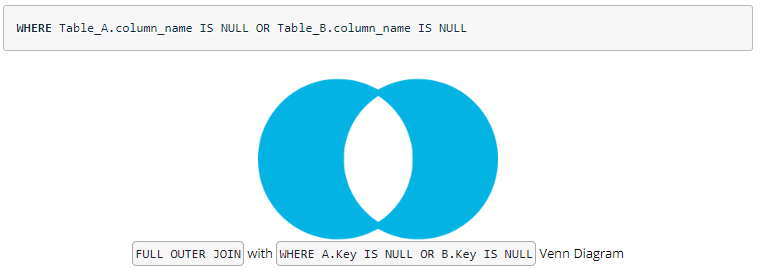 WHERE Table_A.column_name IS NULL OR Table_B.column_name IS NULL
FULL OUTER JOIN with WHERE A.Key IS NULL OR B.Key IS NULL Venn Diagram